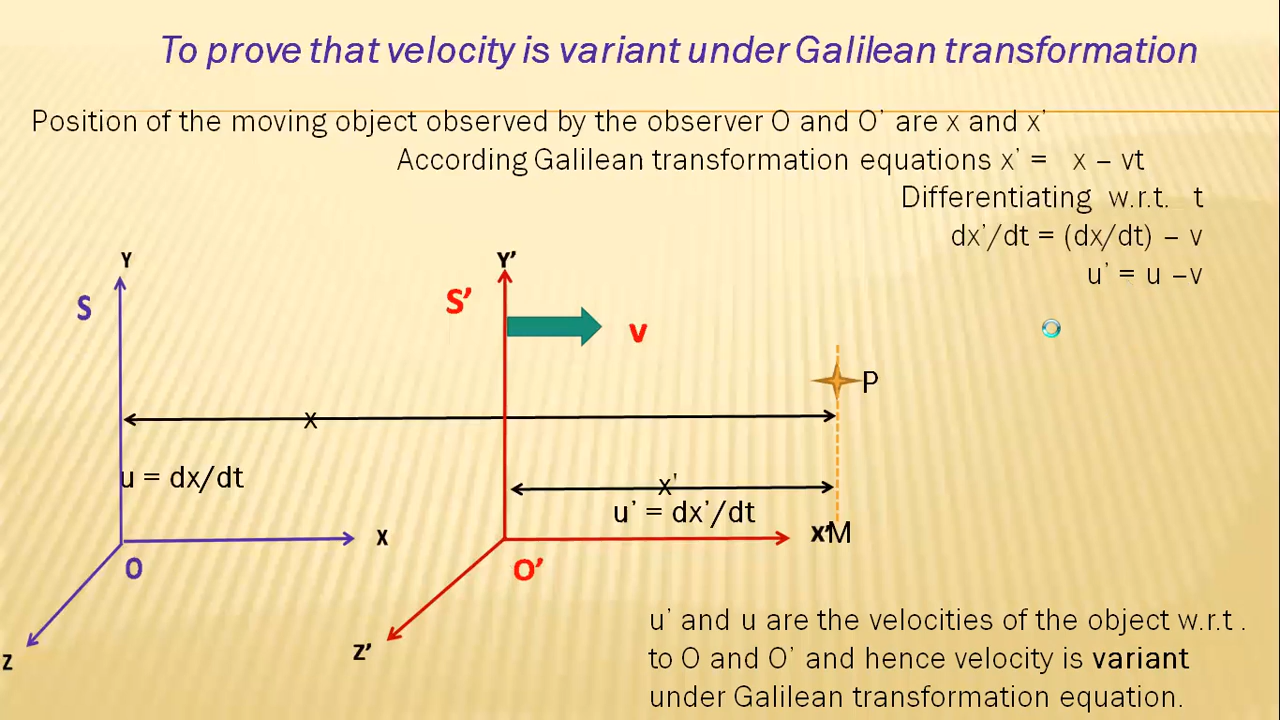 To prove that velocity is variant under Galilean transformation
Position of the moving object observed by the observer O and O’ are x and x’
According Galilean transformation equations x’ = x – vt
Differentiating w.r.t. t
dx’/dt = (dx/dt) – v
u’ = u –v
Y
Y’
S
S’
v
P
x
x’
u = dx/dt
u’ = dx’/dt
X
X’
M
O
O’
Z
Z’
u’ and u are the velocities of the object w.r.t .
to O and O’ and hence velocity is variant
under Galilean transformation equation.